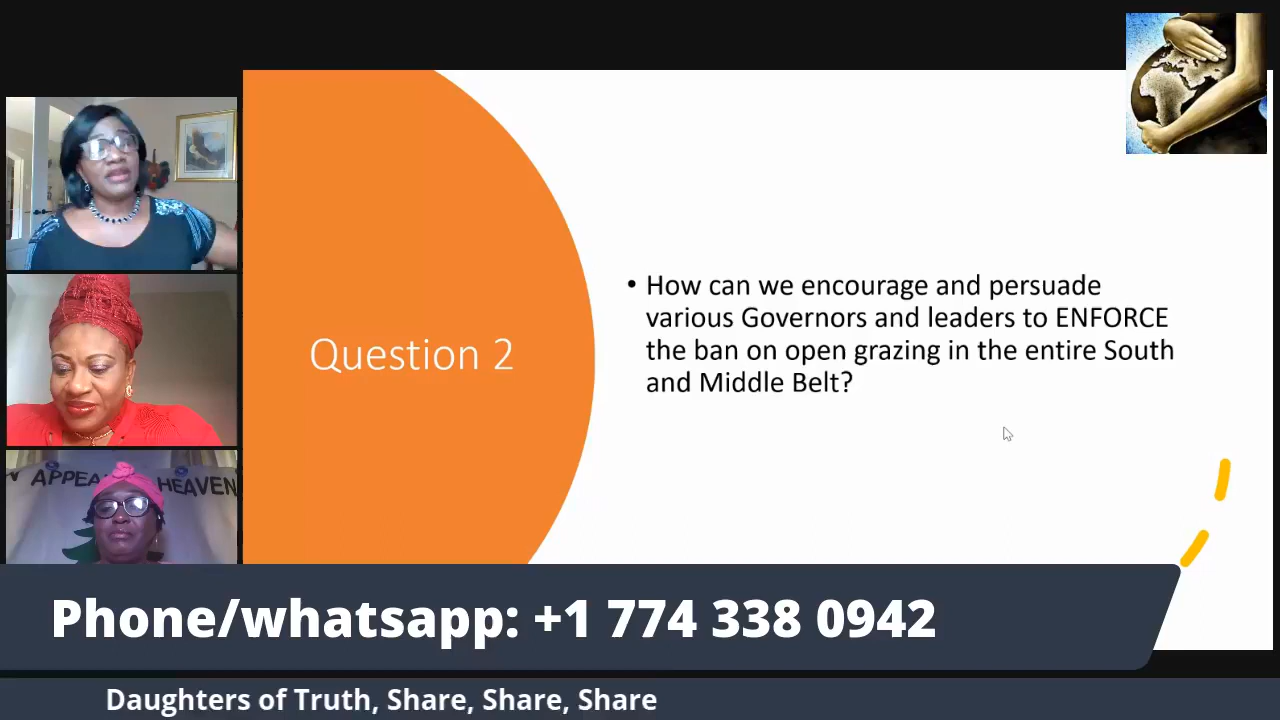 APPEA HEAVEN
Question 2
• How can we encourage and persuade
various Governors and leaders to ENFORCE
the ban on open grazing in the entire South
and Middle Belt?
Phone/whatsapp: +1 774 338 0942
Daughters of Truth, Share, Share, Share